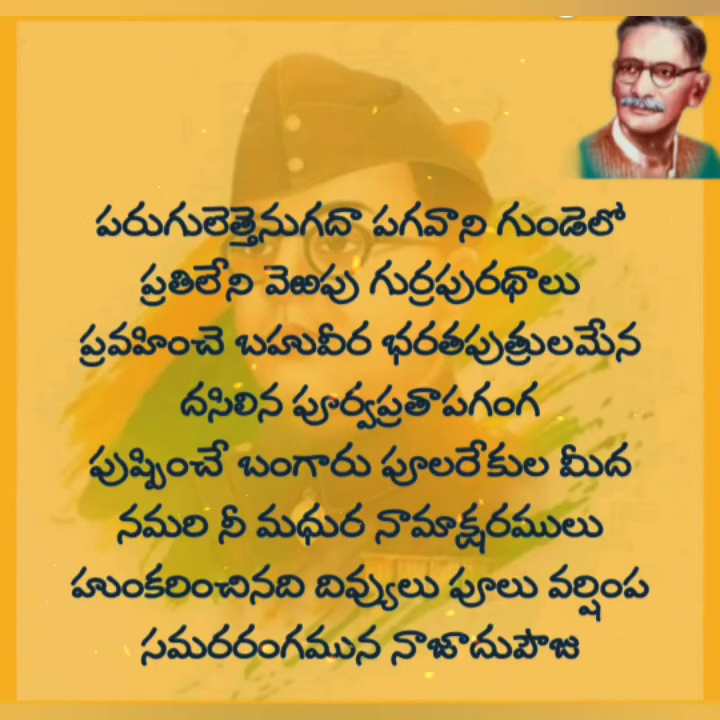 పరుగులెత్తెనుగదా పగవాని గుండెలో
ప్రతిలేని వెఱపు గుర్రపురథాలు
ప్రవహించె బహువీర భరతపుత్రులమేన
దసిలిన పూర్వప్రతాపగంగ
పుష్పించే బంగారు పూలరేకుల మీద
నమరి నీ మధుర నామాక్షరములు
హుంకరించినది దివ్యులు పూలు వర్షింప
సమరరంగమున నాజాదుఫౌజు